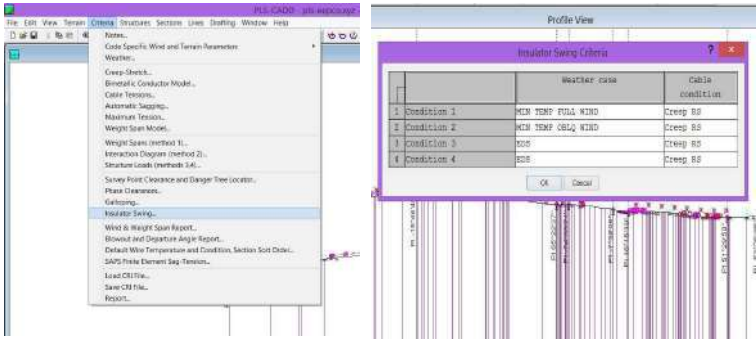 PLS-CADD
File Edit View Terrain Criteria Structures Sections Lines Drafting Window Help
Notes...
Code Specific Wind and Terrain Parameters
Weather...
Creep-Stretch...
Bimetallic Conductor Model...
Cable Tensions...
Automatic Sagging...
Maximum Tension...
Weight Span Model...
Weight Spans (method 1)...
Interaction Diagram (method 2)...
Structure Loads (methods 3,4)...
Survey Point Clearance and Danger Tree Locator...
Phase Clearances...
Galloping...
Insulator Swing...
Wind & Weight Span Report...
Blowout and Departure Angle Report...
Default Wire Temperature and Condition, Section Sort Order...
SAPS Finite Element Sag-Tension...
Load CRI File...
Save CRI File...
Report...
Profile View
Insulator Swing Criteria ? x
Weather case Cable condition
1 Condition 1 MIN TEMP FULL WIND Creep RS
2 Condition 2 MIN TEMP OBLQ WIND Creep RS
3 Condition 3 EDS Creep RS
4 Condition 4 EDS Creep RS
OK Cancel